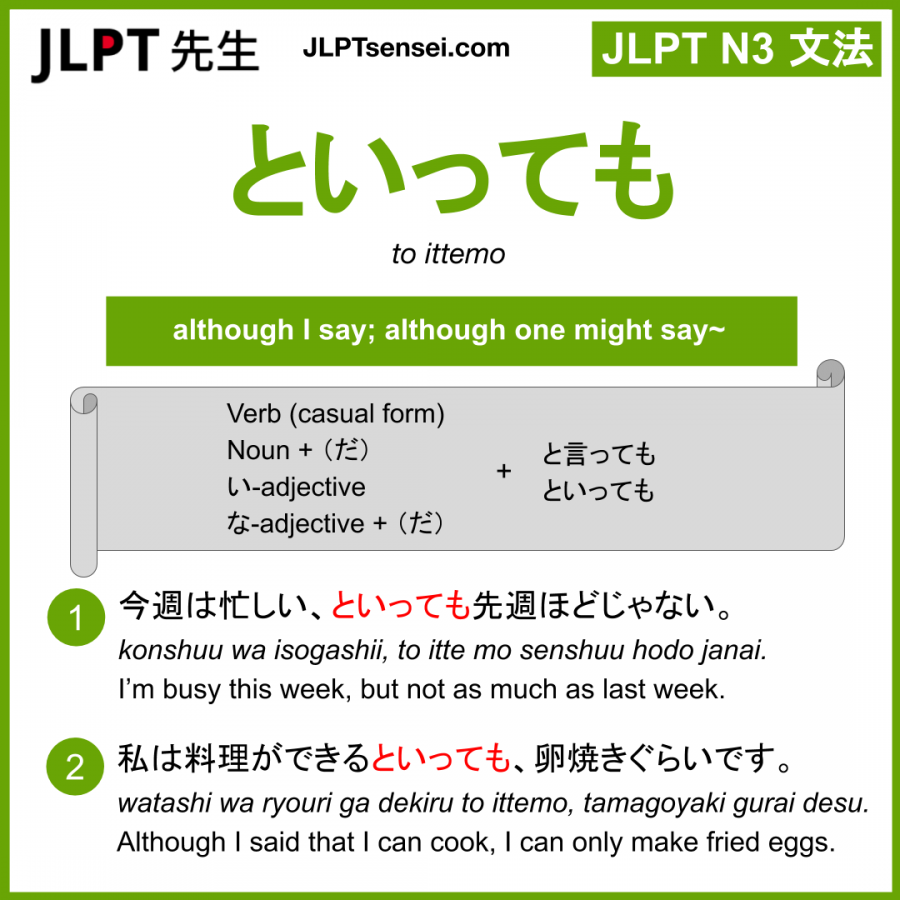 JLPT 先生
JLPTsensei.com
JLPT N3 文法
といっても
to ittemo
although I say; although one might say~
Verb (casual form)
Noun + （だ）
い-adjective
な-adjective + （だ）
+
と言っても
といっても
1
今週は忙しい、といっても先週ほどじゃない。
konshuu wa isogashii, to itte mo senshuu hodo janai.
I’m busy this week, but not as much as last week.
2
私は料理ができるといっても、卵焼きぐらいです。
watashi wa ryouri ga dekiru to ittemo, tamagoyaki gurai desu.
Although I said that I can cook, I can only make fried eggs.